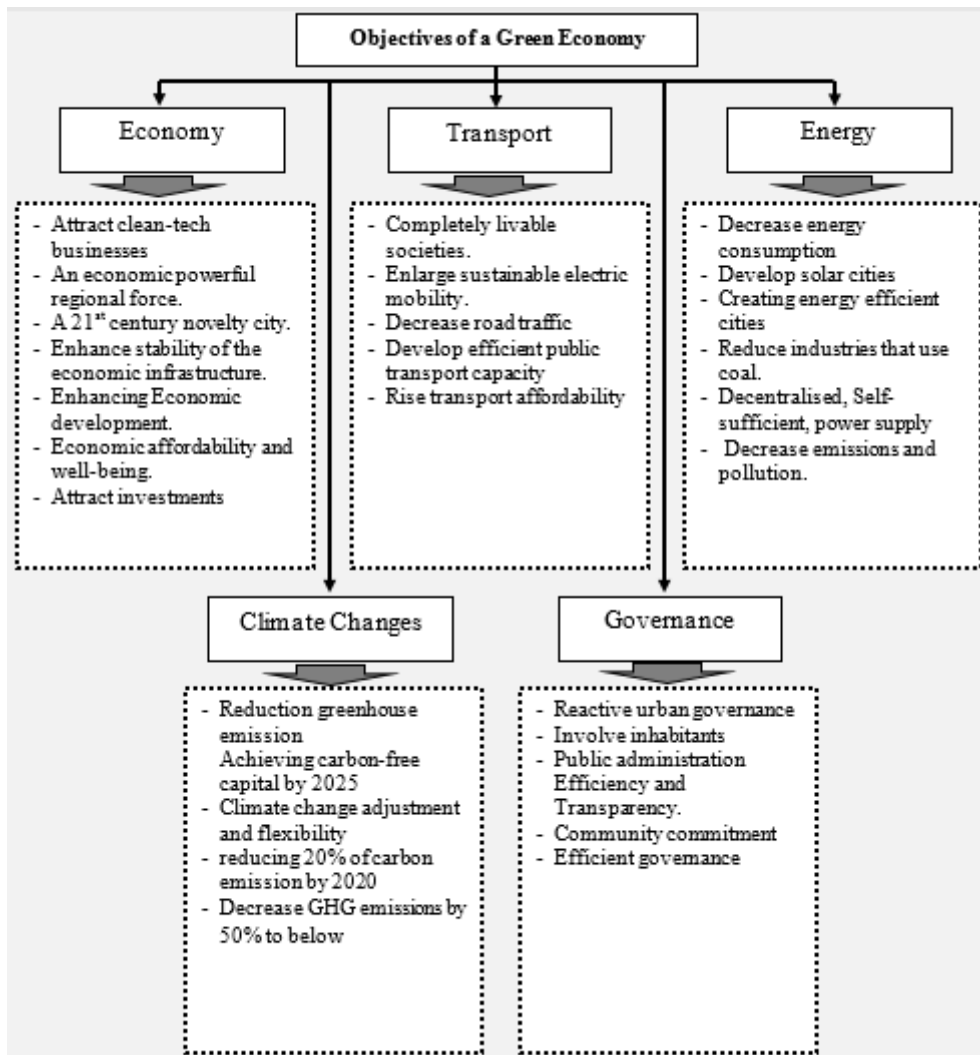 Objectives of a Green Economy
Economy
Transport
Energy
- Attract clean-tech
businesses
- An economic powerful
regional force.
- A 21st century novelty city.
- Enhance stability of the
economic infrastructure.
- Enhancing Economic
development.
- Economic affordability and
well-being.
- Attract investments
- Completely livable
societies.
- Enlarge sustainable electric
mobility.
- Decrease road traffic
- Develop efficient public
transport capacity
- Rise transport affordability
- Decrease energy
consumption
- Develop solar cities
- Creating energy efficient
cities
- Reduce industries that use
coal.
- Decentralised, Self-
sufficient, power supply
- Decrease emissions and
pollution.
Climate Changes
Governance
- Reduction greenhouse
emission
Achieving carbon-free
capital by 2025
- Climate change adjustment
and flexibility
- reducing 20% of carbon
emission by 2020
- Decrease GHG emissions by
50% to below
- Reactive urban governance
- Involve inhabitants
- Public administration
Efficiency and
Transparency.
- Community commitment
- Efficient governance